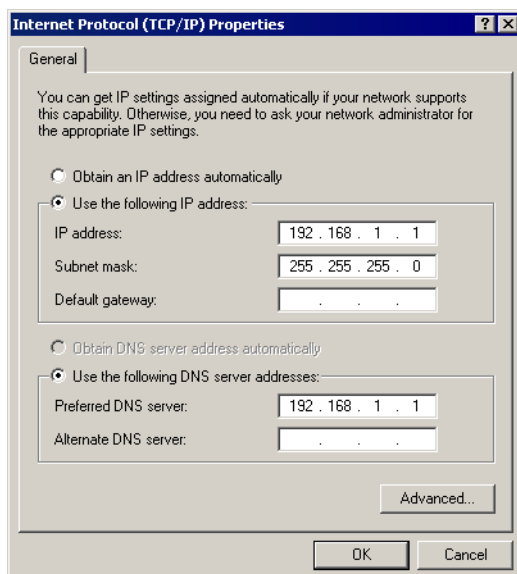 Internet Protocol (TCP/IP) Properties ? X
General
You can get IP settings assigned automatically if your network supports
this capability. Otherwise, you need to ask your network administrator for
the appropriate IP settings.
Obtain an IP address automatically
Use the following IP address:
IP address: 192 . 168 . 1 . 1
Subnet mask: 255 . 255 . 255 . 0
Default gateway: . . .
Obtain DNS server address automatically
Use the following DNS server addresses:
Preferred DNS server: 192 . 168 . 1 . 1
Alternate DNS server: . . .
Advanced...
OK Cancel